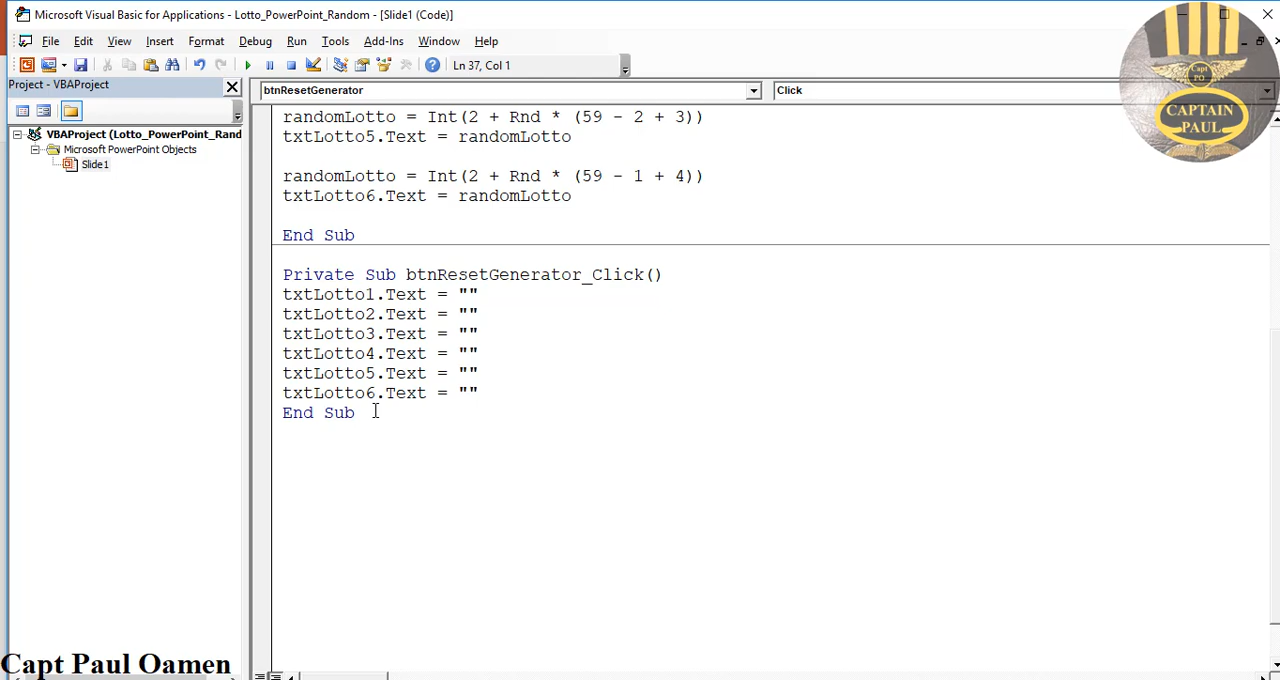 Microsoft Visual Basic for Applications - Lotto_PowerPoint_Random - [Slide1 (Code)]
File Edit View Insert Format Debug Run Tools Add-Ins Window Help
Ln 37, Col 1
Project - VBAProject
btnResetGenerator Click
VBAProject (Lotto_PowerPoint_Rand
Microsoft PowerPoint Objects
Slide1
randomLotto = Int(2 + Rnd * (59 - 2 + 3))
txtLotto5.Text = randomLotto
randomLotto = Int(2 + Rnd * (59 - 1 + 4))
txtLotto6.Text = randomLotto
End Sub
Private Sub btnResetGenerator_Click()
txtLotto1.Text = ""
txtLotto2.Text = ""
txtLotto3.Text = ""
txtLotto4.Text = ""
txtLotto5.Text = ""
txtLotto6.Text = ""
End Sub
Capt
PO
CAPTAIN
PAUL
Capt Paul Oamen